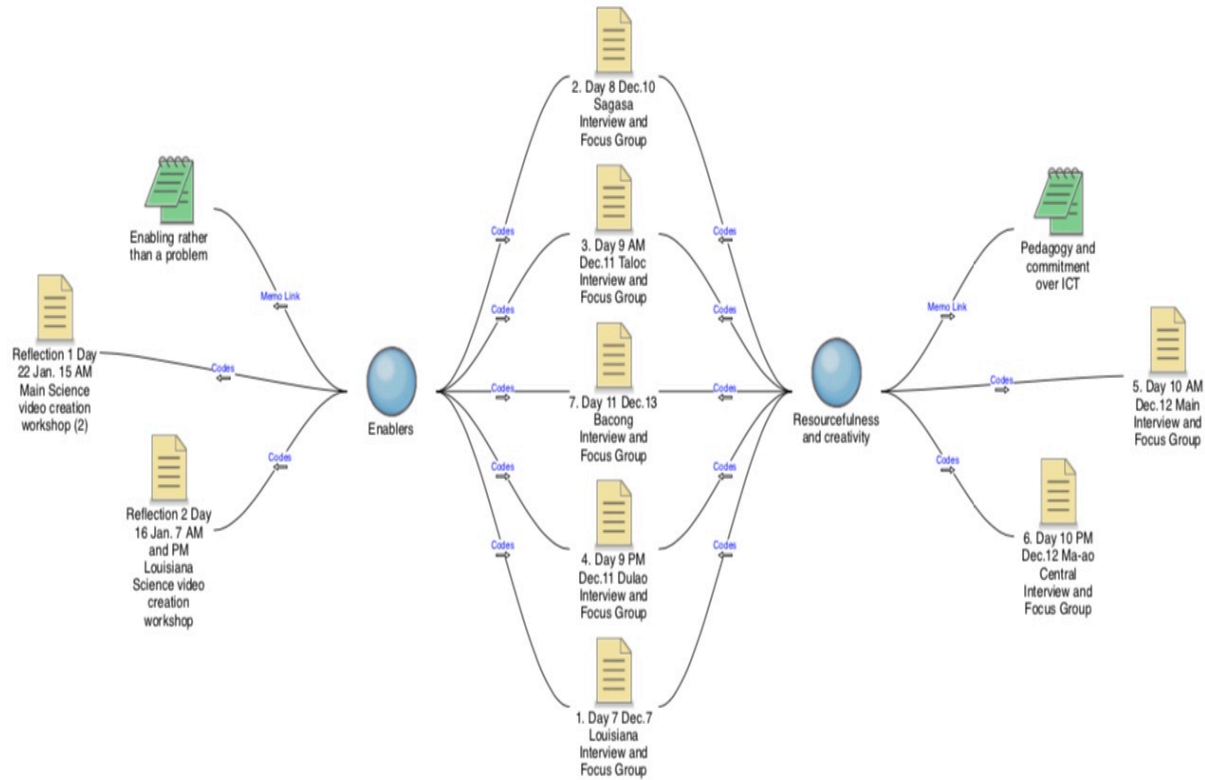 2. Day 8 Dec.10
Sagasa
Interview and
Focus Group
Enabling rather
than a problem
Codes
Codes
3. Day 9 AM
Dec.11 Taloc
Interview and
Focus Group
Pedagogy and
commitment
over ICT
Memo Link
Codes
Codes
Memo Link
Reflection 1 Day
22 Jan. 15 AM
Main Science
video creation
workshop (2)
Codes
Enablers
Codes
7. Day 11 Dec.13
Bacong
Interview and
Focus Group
Codes
Resourcefulness
and creativity
Codes
5. Day 10 AM
Dec.12 Main
Interview and
Focus Group
Codes
Reflection 2 Day
16 Jan. 7 AM
and PM
Louisiana
Science video
creation
workshop
Codes
Codes
Codes
4. Day 9 PM
Dec.11 Dulao
Interview and
Focus Group
6. Day 10 PM
Dec.12 Ma-ao
Central
Interview and
Focus Group
Codes
Codes
1. Day 7 Dec.7
Louisiana
Interview and
Focus Group